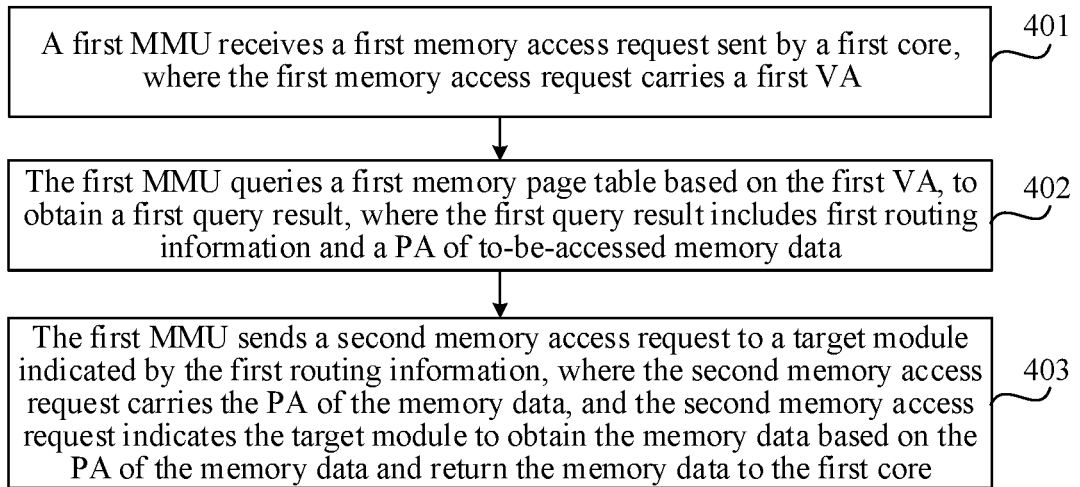 A first MMU receives a first memory access request sent by a first core,
where the first memory access request carries a first VA
401
The first MMU queries a first memory page table based on the first VA, to
obtain a first query result, where the first query result includes first routing
information and a PA of to-be-accessed memory data
402
The first MMU sends a second memory access request to a target module
indicated by the first routing information, where the second memory access
request carries the PA of the memory data, and the second memory access
request indicates the target module to obtain the memory data based on the
PA of the memory data and return the memory data to the first core
403